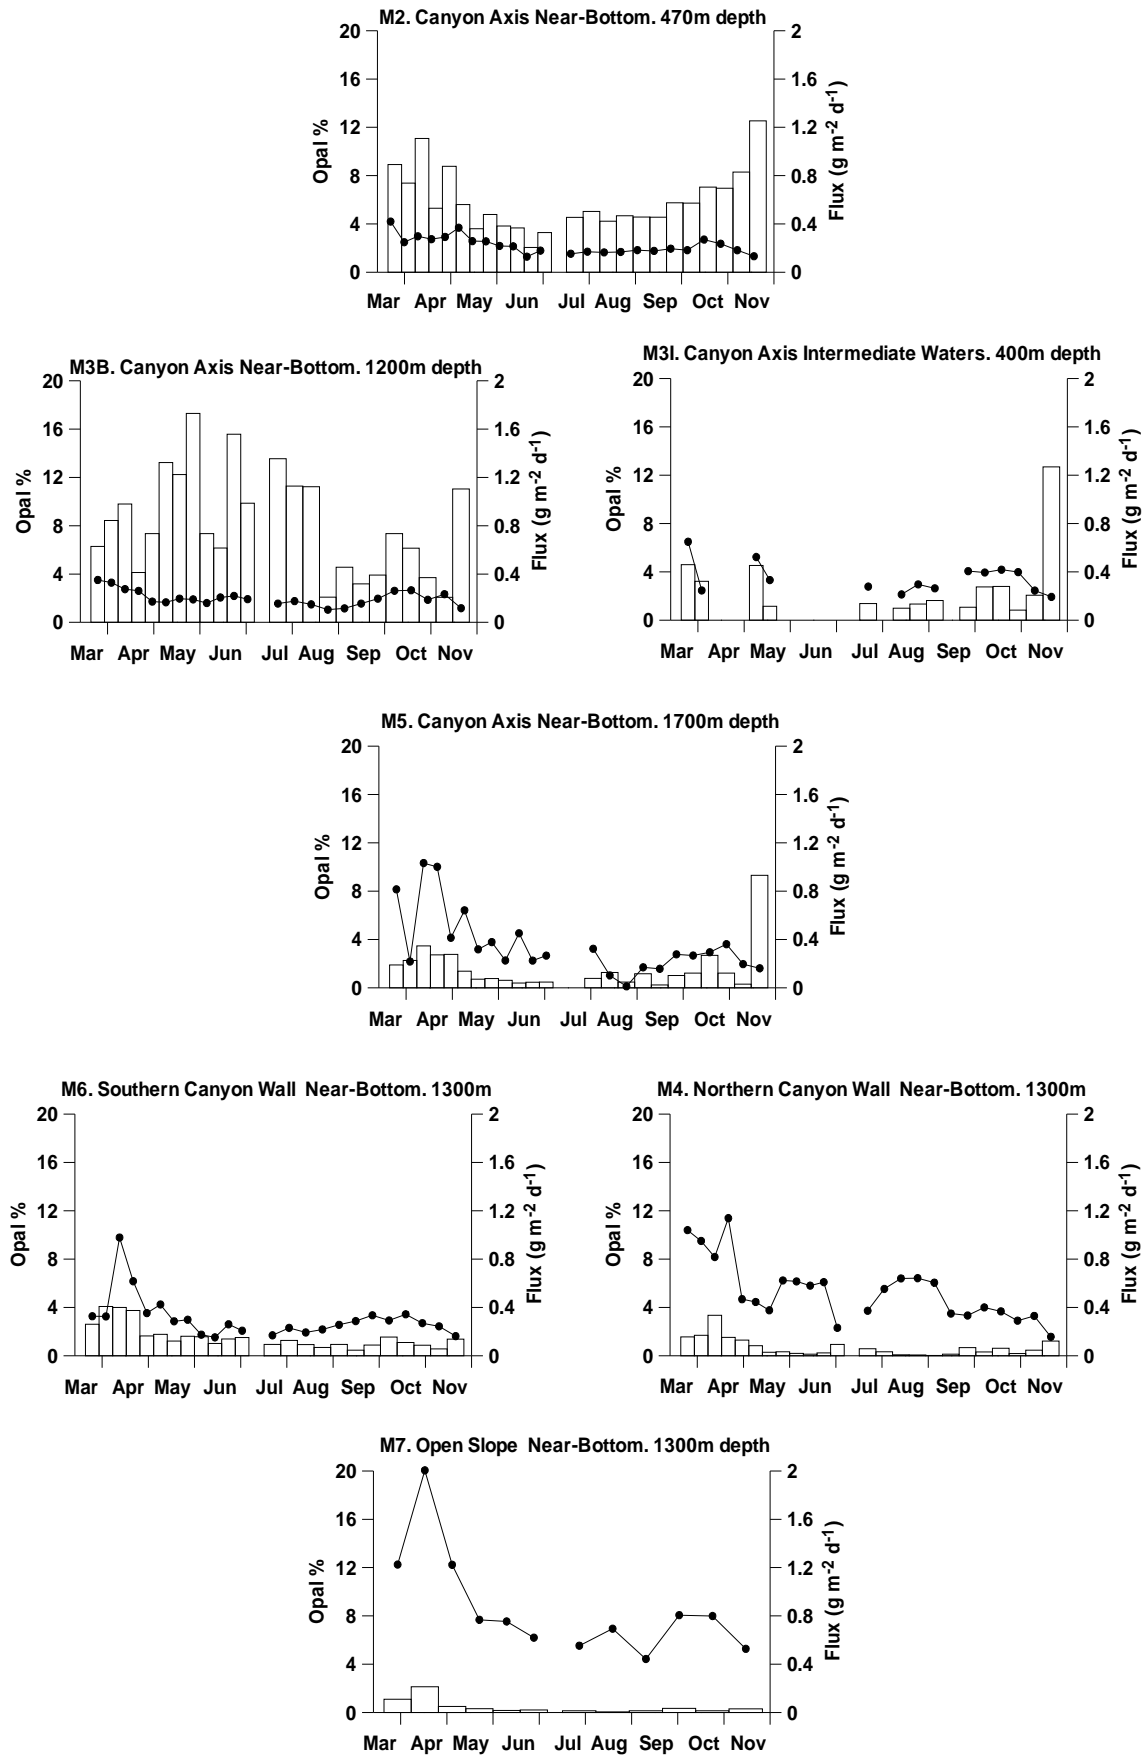 M2. Canyon Axis Near-Bottom. 470m depth
20 2
16 1.6
12 1.2
8 0.8
4 0.4
0 0
Opal %
Flux (g m-2 d-1)
Mar Apr May Jun Jul Aug Sep Oct Nov
M3B. Canyon Axis Near-Bottom. 1200m depth
20 2
16 1.6
12 1.2
8 0.8
4 0.4
0 0
Opal %
Flux (g m-2 d-1)
Mar Apr May Jun Jul Aug Sep Oct Nov
M3I. Canyon Axis Intermediate Waters. 400m depth
20 2
16 1.6
12 1.2
8 0.8
4 0.4
0 0
Opal %
Flux (g m-2 d-1)
Mar Apr May Jun Jul Aug Sep Oct Nov
M5. Canyon Axis Near-Bottom. 1700m depth
20 2
16 1.6
12 1.2
8 0.8
4 0.4
0 0
Opal %
Flux (g m-2 d-1)
Mar Apr May Jun Jul Aug Sep Oct Nov
M6. Southern Canyon Wall Near-Bottom. 1300m
20 2
16 1.6
12 1.2
8 0.8
4 0.4
0 0
Opal %
Flux (g m-2 d-1)
Mar Apr May Jun Jul Aug Sep Oct Nov
M4. Northern Canyon Wall Near-Bottom. 1300m
20 2
16 1.6
12 1.2
8 0.8
4 0.4
0 0
Opal %
Flux (g m-2 d-1)
Mar Apr May Jun Jul Aug Sep Oct Nov
M7. Open Slope Near-Bottom. 1300m depth
20 2
16 1.6
12 1.2
8 0.8
4 0.4
0 0
Opal %
Flux (g m-2 d-1)
Mar Apr May Jun Jul Aug Sep Oct Nov